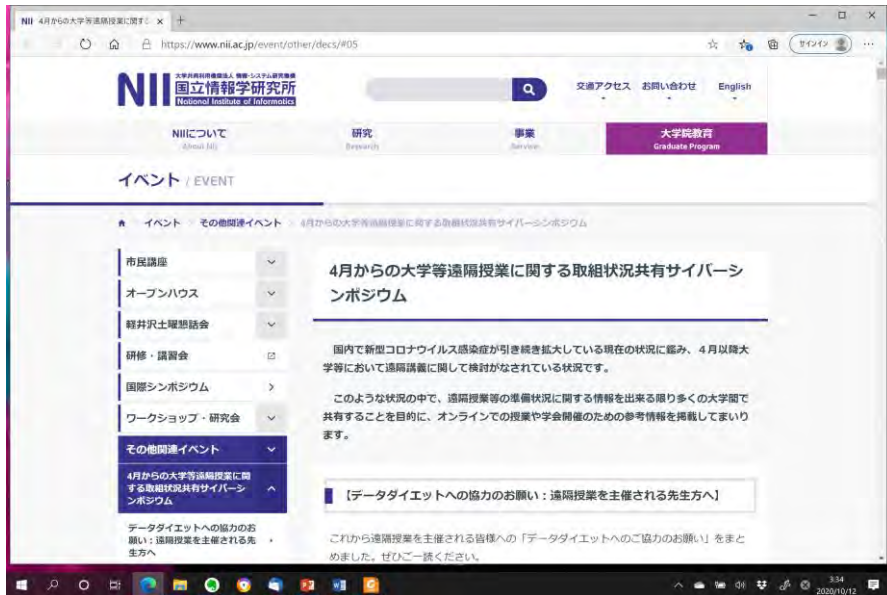 NII 4月からの大学等遠隔授業に関する
https://www.nii.ac.jp/event/other/decs/#05
サインイン
NII
大学共同利用機関法人 情報・システム研究機構
国立情報学研究所
National Institute of Informatics
交通アクセス お問い合わせ English
NIIについて 研究 事業 大学院教育
About NII Research Service Graduate Program
イベント / EVENT
イベント その他関連イベント 4月からの大学等遠隔授業に関する取組状況共有サイバーシンポジウム
市民講座
オープンハウス
軽井沢土曜懇話会
研修・講習会
国際シンポジウム
ワークショップ・研究会
その他関連イベント
4月からの大学等遠隔授業に関
する取組状況共有サイバーシ
ンポジウム
データダイエットへの協力のお
願い：遠隔授業を主催される先
生方へ
4月からの大学等遠隔授業に関する取組状況共有サイバーシ
ンポジウム
国内で新型コロナウイルス感染症が引き続き拡大している現在の状況に鑑み、４月以降大
学等において遠隔講義に関して検討がなされている状況です。
このような状況の中で、遠隔授業等の準備状況に関する情報を出来る限り多くの大学間で
共有することを目的に、オンラインでの授業や学会開催のための参考情報を掲載してまいり
ます。
【データダイエットへの協力のお願い：遠隔授業を主催される先生方へ】
これから遠隔授業を主催される皆様への「データダイエットへのご協力のお願い」をまと
めました。ぜひご一読ください。
3:34
2020/10/12